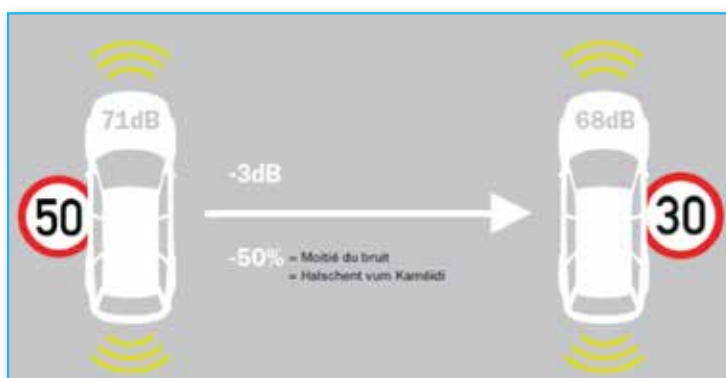 71dB
68dB
50
-3dB
30
-50% = Moitié du bruit
= Halschent vum Kaméidi